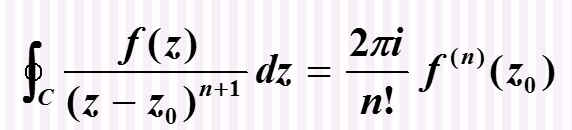 ∮_C f(z) / (z − z₀)^{n+1} dz = 2πi / n! f^{(n)}(z₀)